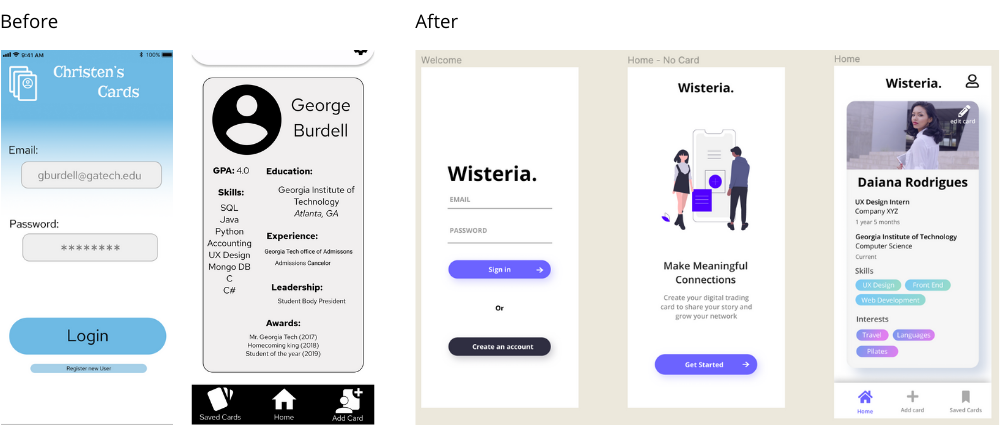 Before
After
9:41 AM
100%
Christen's
Cards
Email:
gburdell@gatech.edu
Password:
********
Login
Register new User
George
Burdell
GPA: 4.0
Skills:
SQL
Java
Python
Accounting
UX Design
Mongo DB
C
C#
Education:
Georgia Institute of
Technology
Atlanta, GA
Experience:
Georgia Tech office of Admissons
Admissions Cancelor
Leadership:
Student Body President
Awards:
Mr. Georgia Tech (2017)
Homecoming king (2018)
Student of the year (2019)
Saved Cards
Home
Add Card
Welcome
Wisteria.
EMAIL
PASSWORD
Sign in
Or
Create an account
Home - No Card
Wisteria.
Make Meaningful
Connections
Create your digital trading
card to share your story and
grow your network
Get Started
Home
Wisteria.
edit card
Daiana Rodrigues
UX Design Intern
Company XYZ
1 year 5 months
Georgia Institute of Technology
Computer Science
Current
Skills
UX Design
Front End
Web Development
Interests
Travel
Languages
Pilates
Home
Add card
Saved Cards